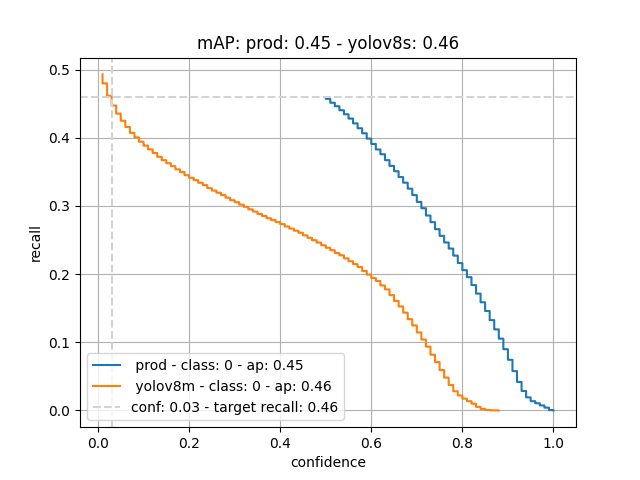 mAP: prod: 0.45 - yolov8s: 0.46
0.5
0.4
0.3
0.2
0.1
0.0
recall
prod - class: 0 - ap: 0.45
yolov8m - class: 0 - ap: 0.46
conf: 0.03 - target recall: 0.46
0.0 0.2 0.4 0.6 0.8 1.0
confidence